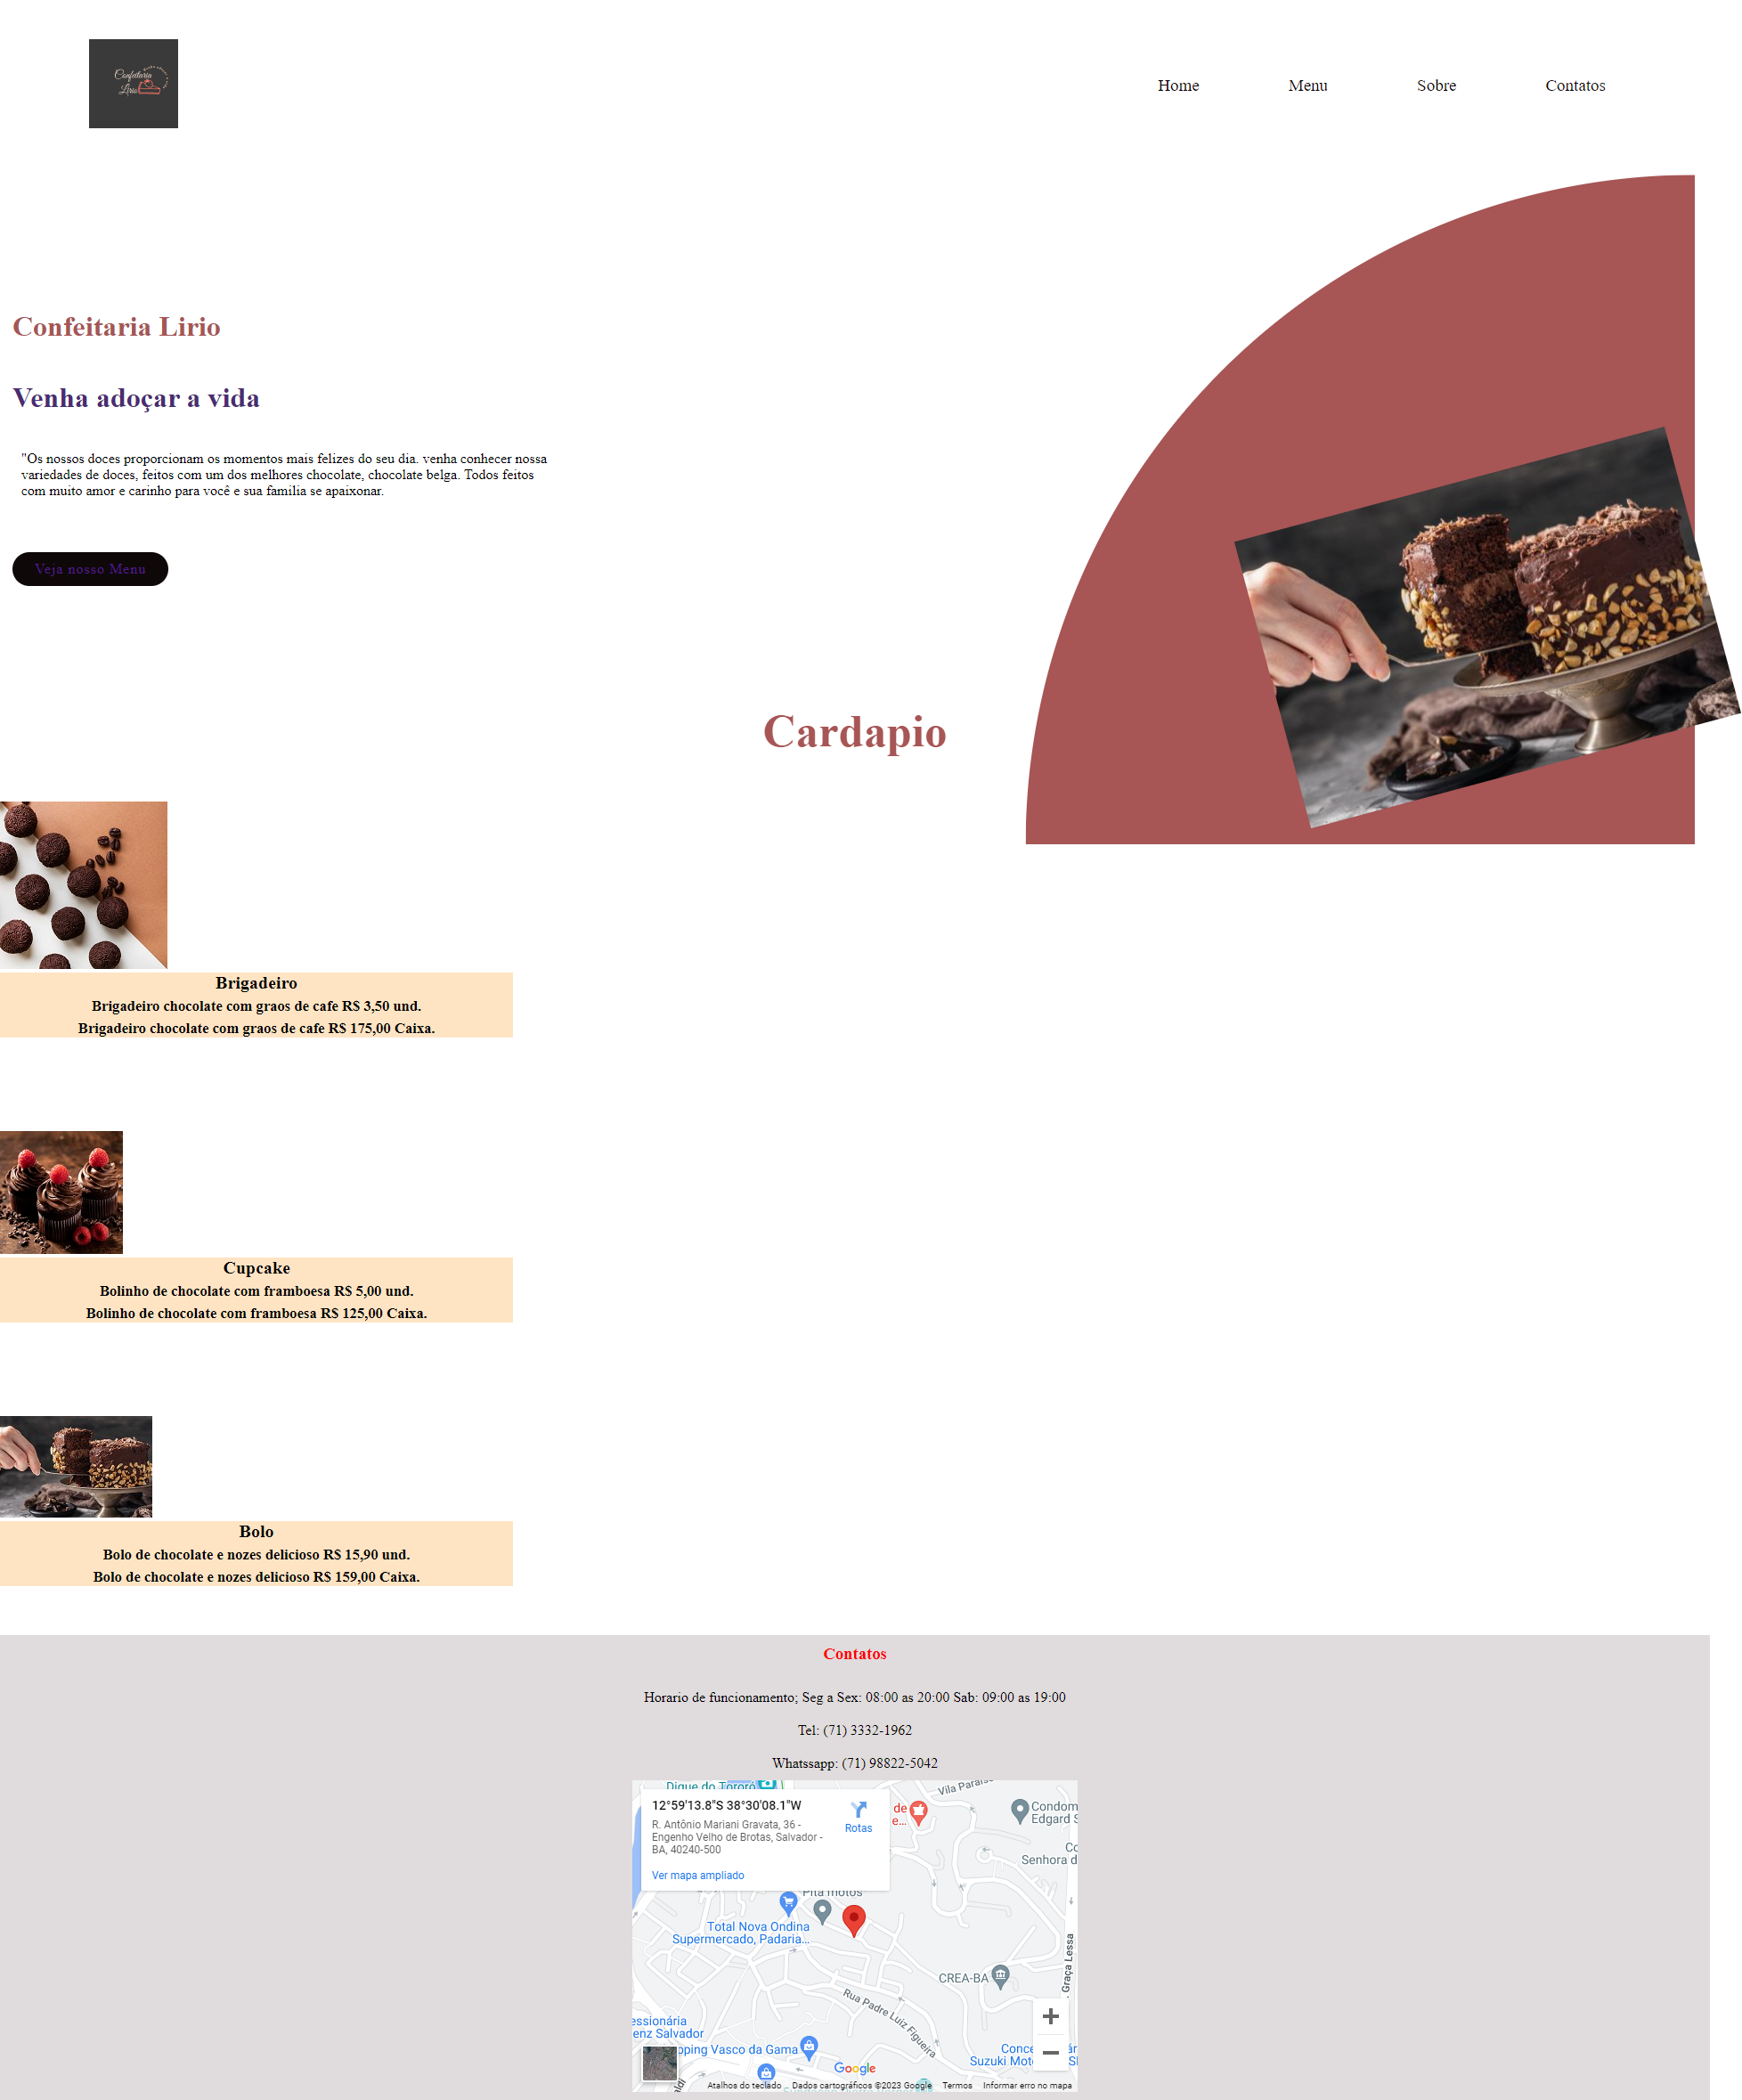 Confeitaria
Lirio
Home
Menu
Sobre
Contatos
Confeitaria Lirio
Venha adoçar a vida
"Os nossos doces proporcionam os momentos mais felizes do seu dia. venha conhecer nossa
variedades de doces, feitos com um dos melhores chocolate, chocolate belga. Todos feitos
com muito amor e carinho para você e sua familia se apaixonar.
Veja nosso Menu
Cardapio
Brigadeiro
Brigadeiro chocolate com graos de cafe R$ 3,50 und.
Brigadeiro chocolate com graos de cafe R$ 175,00 Caixa.
Cupcake
Bolinho de chocolate com framboesa R$ 5,00 und.
Bolinho de chocolate com framboesa R$ 125,00 Caixa.
Bolo
Bolo de chocolate e nozes delicioso R$ 15,90 und.
Bolo de chocolate e nozes delicioso R$ 159,00 Caixa.
Contatos
Horario de funcionamento; Seg a Sex: 08:00 as 20:00 Sab: 09:00 as 19:00
Tel: (71) 3332-1962
Whatssapp: (71) 98822-5042
Dique do Tororó
Vila Paraíso
12°59'13.8"S 38°30'08.1"W
R. Antônio Mariani Gravata, 36 -
Engenho Velho de Brotas, Salvador -
BA, 40240-500
Rotas
Ver mapa ampliado
de
e...
Condom
Edgard S
Senhora d
Pita motos
Total Nova Ondina
Supermercado, Padaria...
CREA-BA
Graça Lessa
Rua Padre Luiz Figueira
essionária
enz Salvador
pping Vasco da Gama
Conce
Suzuki Mot
Google
Atalhos do teclado
Dados cartográficos ©2023 Google
Termos
Informar erro no mapa